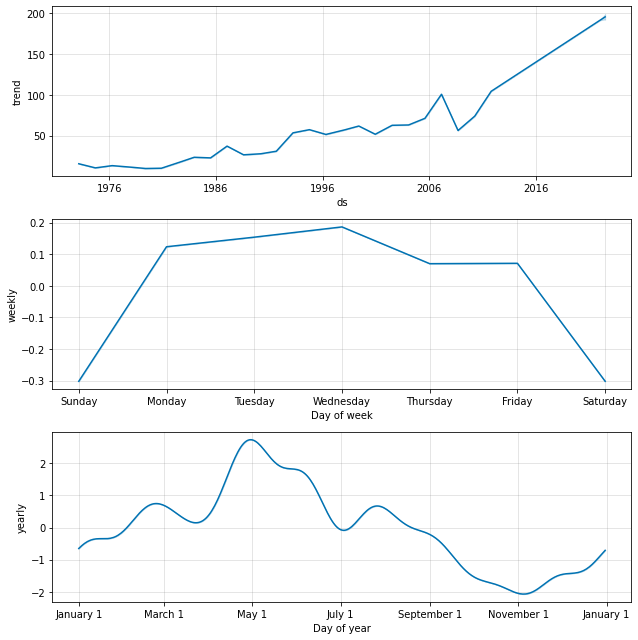 200
150
100
50
trend
1976 1986 1996 2006 2016
ds
0.2
0.1
0.0
−0.1
−0.2
−0.3
weekly
Sunday Monday Tuesday Wednesday Thursday Friday Saturday
Day of week
2
1
0
−1
−2
yearly
January 1 March 1 May 1 July 1 September 1 November 1 January 1
Day of year